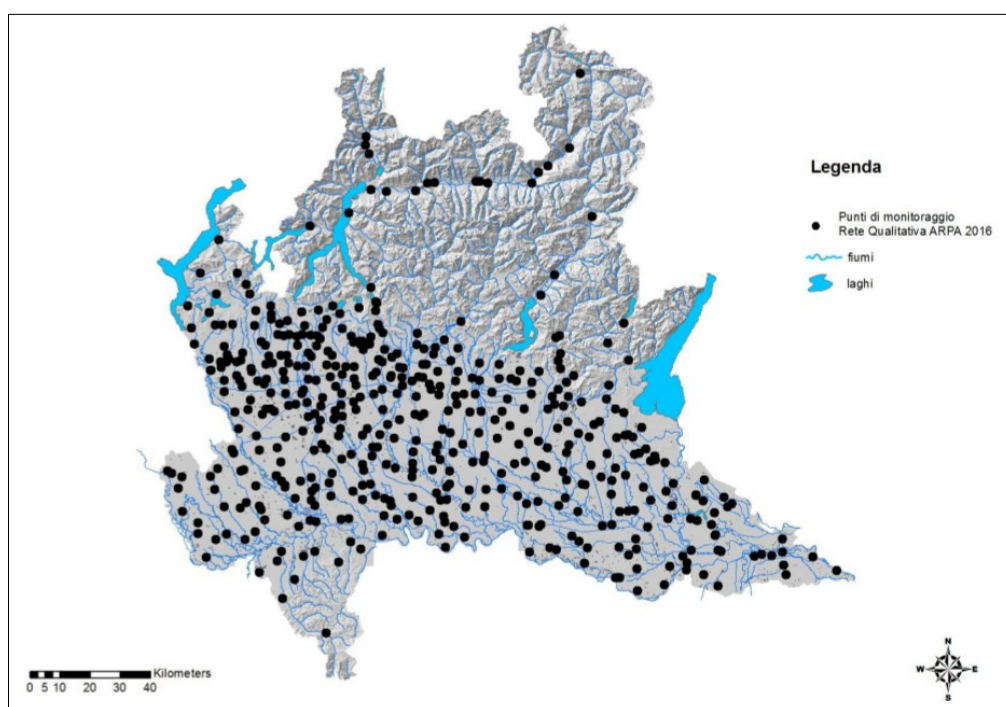 Legenda
Punti di monitoraggio
Rete Qualitativa ARPA 2016
fiumi
laghi
Kilometers
0 5 10 20 30 40
N
W E
S